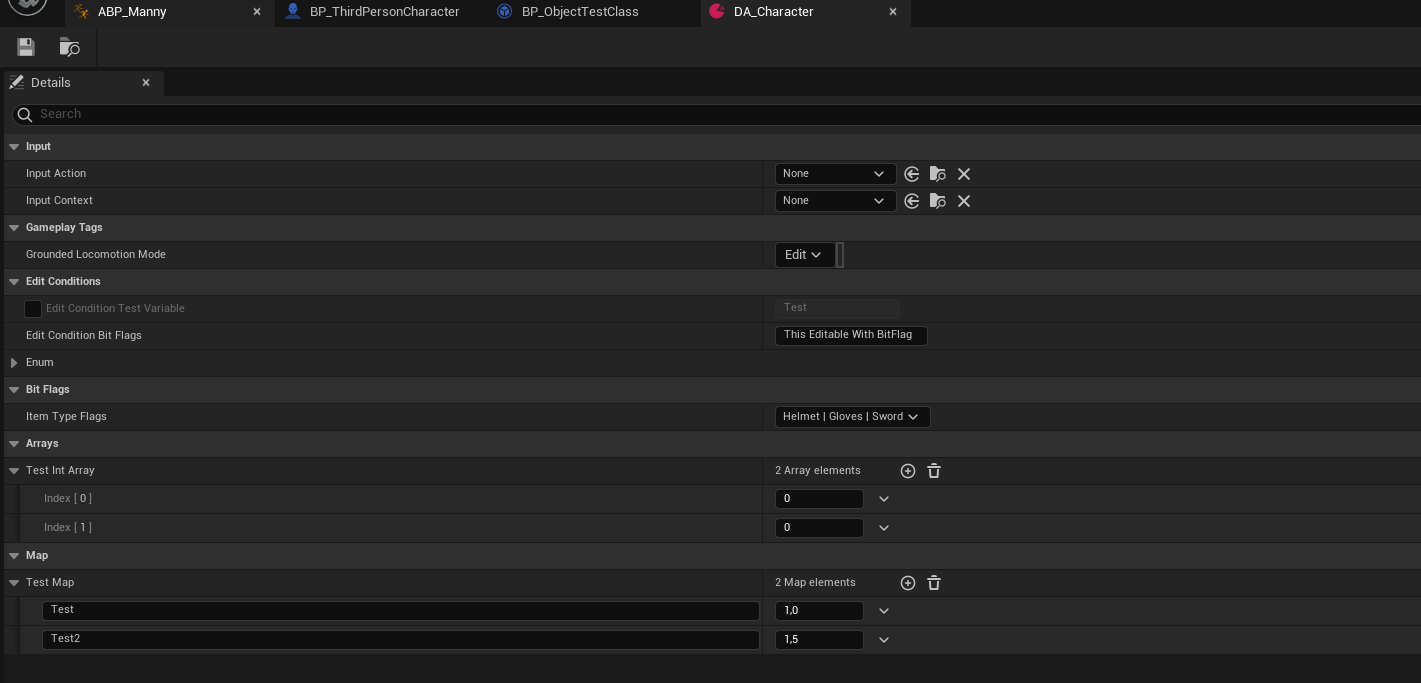 ABP_Manny BP_ThirdPersonCharacter BP_ObjectTestClass DA_Character
Details
Search
Input
Input Action None
Input Context None
Gameplay Tags
Grounded Locomotion Mode Edit
Edit Conditions
Edit Condition Test Variable Test
Edit Condition Bit Flags This Editable With BitFlag
Enum
Bit Flags
Item Type Flags Helmet | Gloves | Sword
Arrays
Test Int Array 2 Array elements
Index [ 0 ] 0
Index [ 1 ] 0
Map
Test Map 2 Map elements
Test 1,0
Test2 1,5